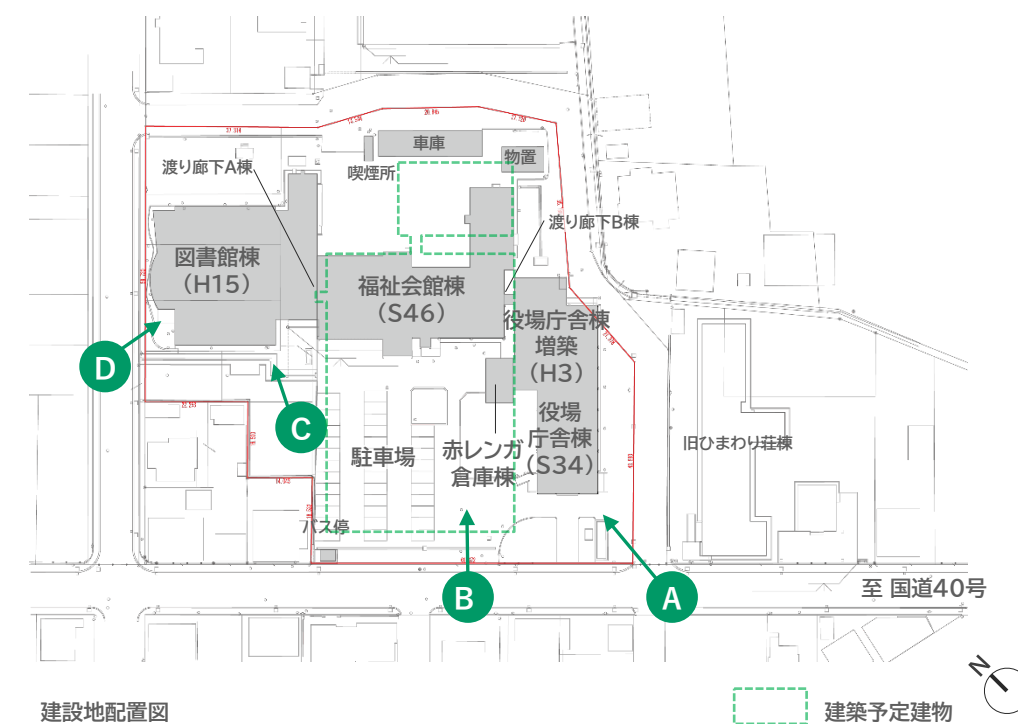 車庫
物置
喫煙所
渡り廊下A棟
渡り廊下B棟
図書館棟
（H15）
福祉会館棟
（S46）
役場庁舎棟
増築
（H3）
役場
庁舎棟
（S34）
赤レンガ
倉庫棟
駐車場
バス停
旧ひまわり荘棟
D
C
B
A
至 国道40号
N
建設地配置図
建築予定建物